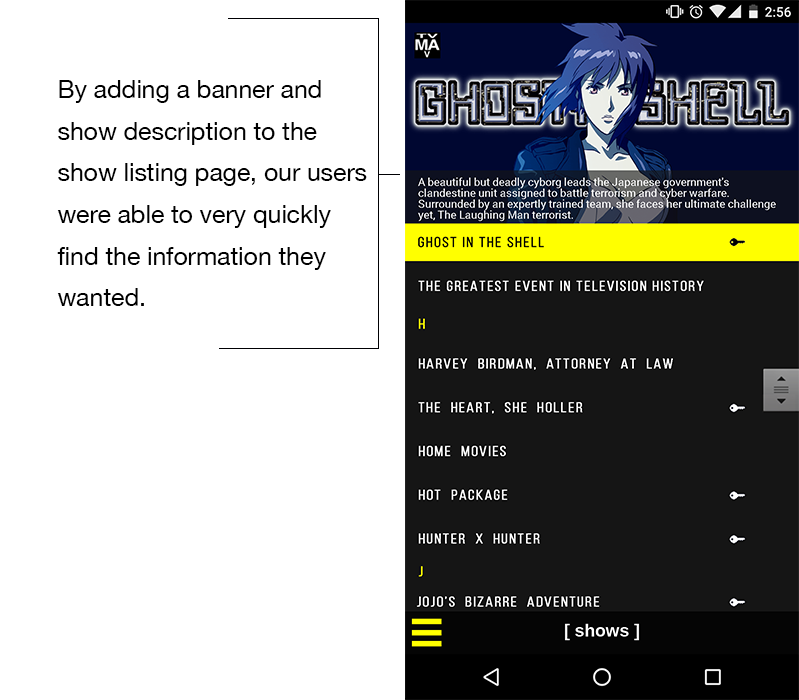 By adding a banner and
show description to the
show listing page, our users
were able to very quickly
find the information they
wanted.
2:56
TV
MA
V
GHOST IN THE SHELL
A beautiful but deadly cyborg leads the Japanese government's
clandestine unit assigned to battle terrorism and cyber warfare.
Surrounded by an expertly trained team, she faces her ultimate challenge
yet, The Laughing Man terrorist.
GHOST IN THE SHELL
THE GREATEST EVENT IN TELEVISION HISTORY
H
HARVEY BIRDMAN, ATTORNEY AT LAW
THE HEART, SHE HOLLER
HOME MOVIES
HOT PACKAGE
HUNTER X HUNTER
J
JOJO'S BIZARRE ADVENTURE
[ shows ]